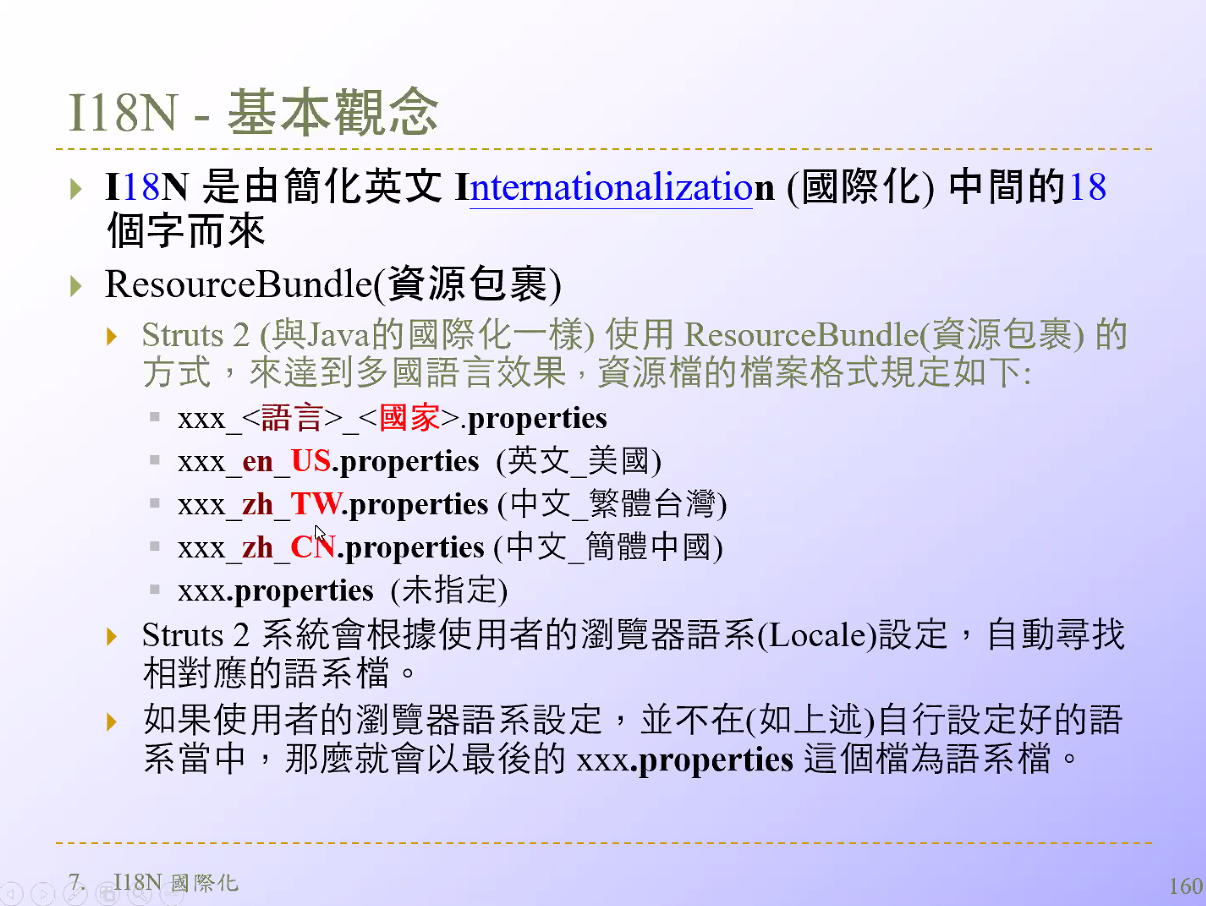 I18N - 基本觀念
I18N 是由簡化英文 Internationalization (國際化) 中間的18
個字而來
ResourceBundle(資源包裹)
Struts 2 (與Java的國際化一樣) 使用 ResourceBundle(資源包裹) 的
方式，來達到多國語言效果，資源檔的檔案格式規定如下:
xxx_<語言>_<國家>.properties
xxx_en_US.properties (英文_美國)
xxx_zh_TW.properties (中文_繁體台灣)
xxx_zh_CN.properties (中文_簡體中國)
xxx.properties (未指定)
Struts 2 系統會根據使用者的瀏覽器語系(Locale)設定，自動尋找
相對應的語系檔。
如果使用者的瀏覽器語系設定，並不在(如上述)自行設定好的語
系當中，那麼就會以最後的 xxx.properties 這個檔為語系檔。
7. I18N 國際化
160